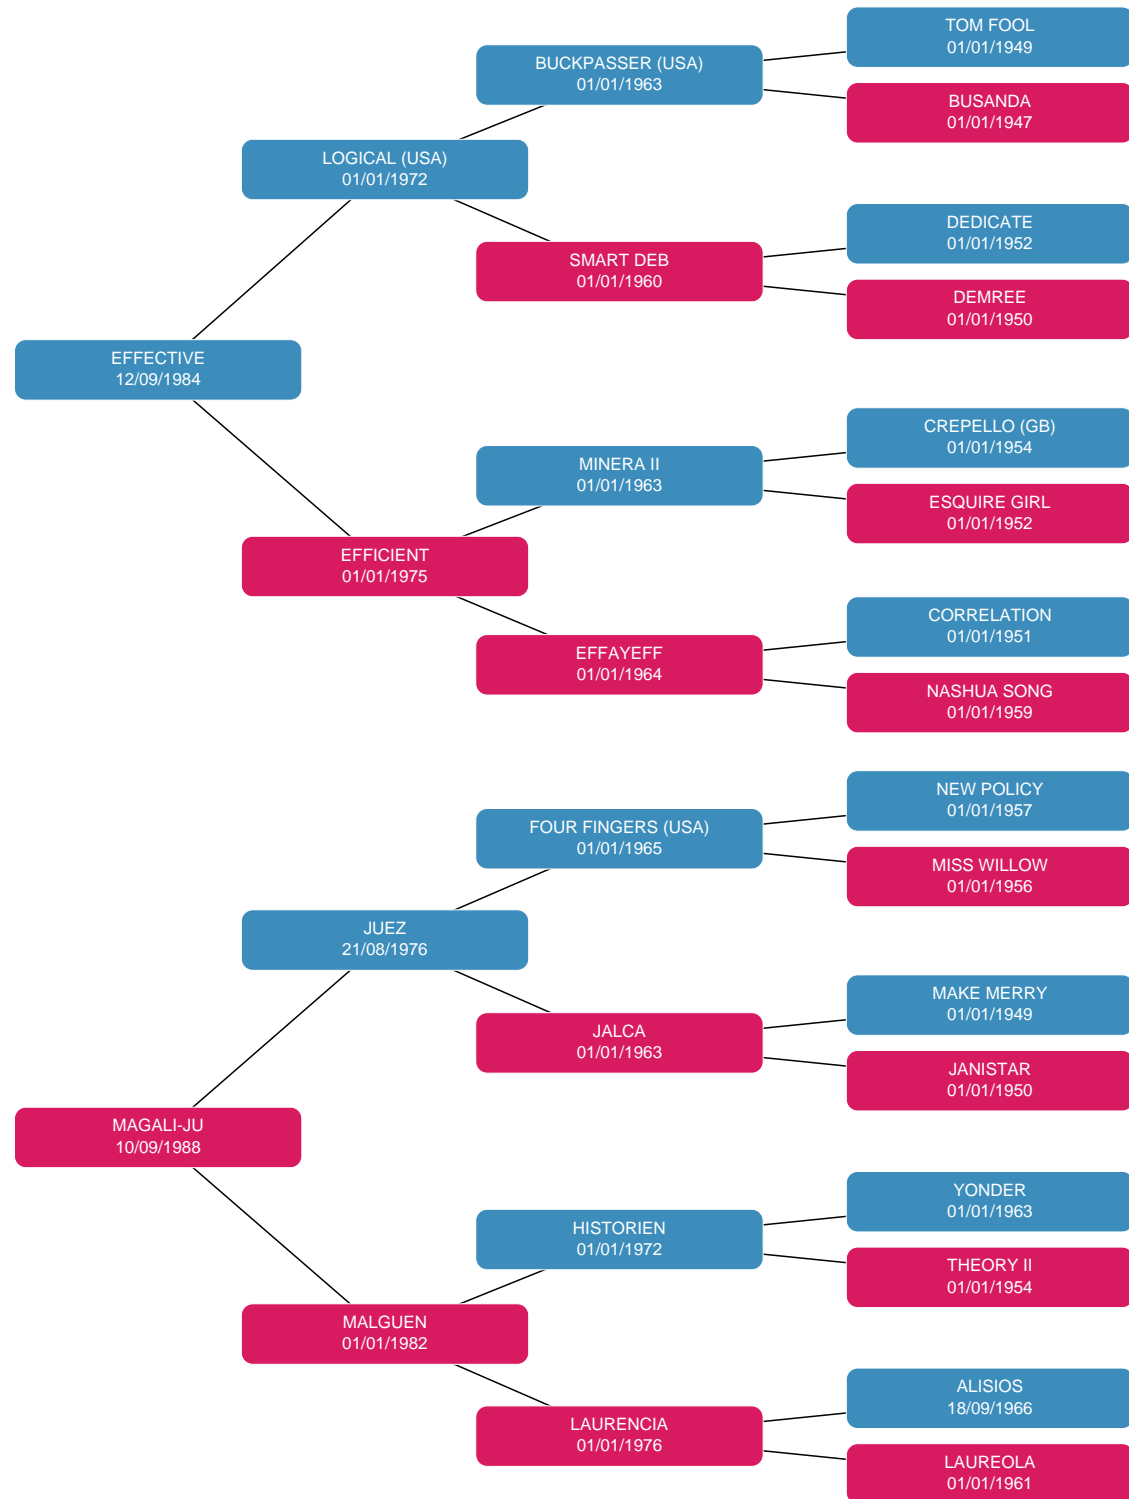 TOM FOOL
01/01/1949
BUCKPASSER (USA)
01/01/1963
BUSANDA
01/01/1947
LOGICAL (USA)
01/01/1972
DEDICATE
01/01/1952
SMART DEB
01/01/1960
DEMREE
01/01/1950
EFFECTIVE
12/09/1984
CREPELLO (GB)
01/01/1954
MINERA II
01/01/1963
ESQUIRE GIRL
01/01/1952
EFFICIENT
01/01/1975
CORRELATION
01/01/1951
EFFAYEFF
01/01/1964
NASHUA SONG
01/01/1959
NEW POLICY
01/01/1957
FOUR FINGERS (USA)
01/01/1965
MISS WILLOW
01/01/1956
JUEZ
21/08/1976
MAKE MERRY
01/01/1949
JALCA
01/01/1963
JANISTAR
01/01/1950
MAGALI-JU
10/09/1988
YONDER
01/01/1963
HISTORIEN
01/01/1972
THEORY II
01/01/1954
MALGUEN
01/01/1982
ALISIOS
18/09/1966
LAURENCIA
01/01/1976
LAUREOLA
01/01/1961